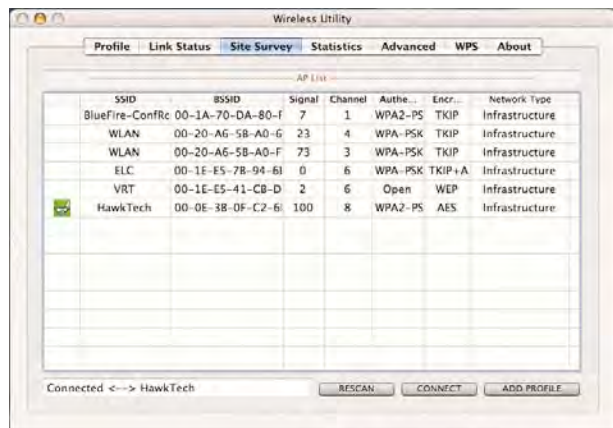 Wireless Utility
Profile Link Status Site Survey Statistics Advanced WPS About
AP List
SSID BSSID Signal Channel Authe... Encr... Network Type
BlueFire-ConfRc 00-1A-70-DA-80-F 7 1 WPA2-PS TKIP Infrastructure
WLAN 00-20-A6-5B-A0-6 23 4 WPA-PSK TKIP Infrastructure
WLAN 00-20-A6-5B-A0-F 73 3 WPA-PSK TKIP Infrastructure
ELC 00-1E-E5-7B-94-6 0 6 WPA-PSK TKIP+A Infrastructure
VRT 00-1E-E5-41-CB-D 2 6 Open WEP Infrastructure
HawkTech 00-0E-3B-0F-C2-6 100 8 WPA2-PS AES Infrastructure
Connected <--> HawkTech RESCAN CONNECT ADD PROFILE